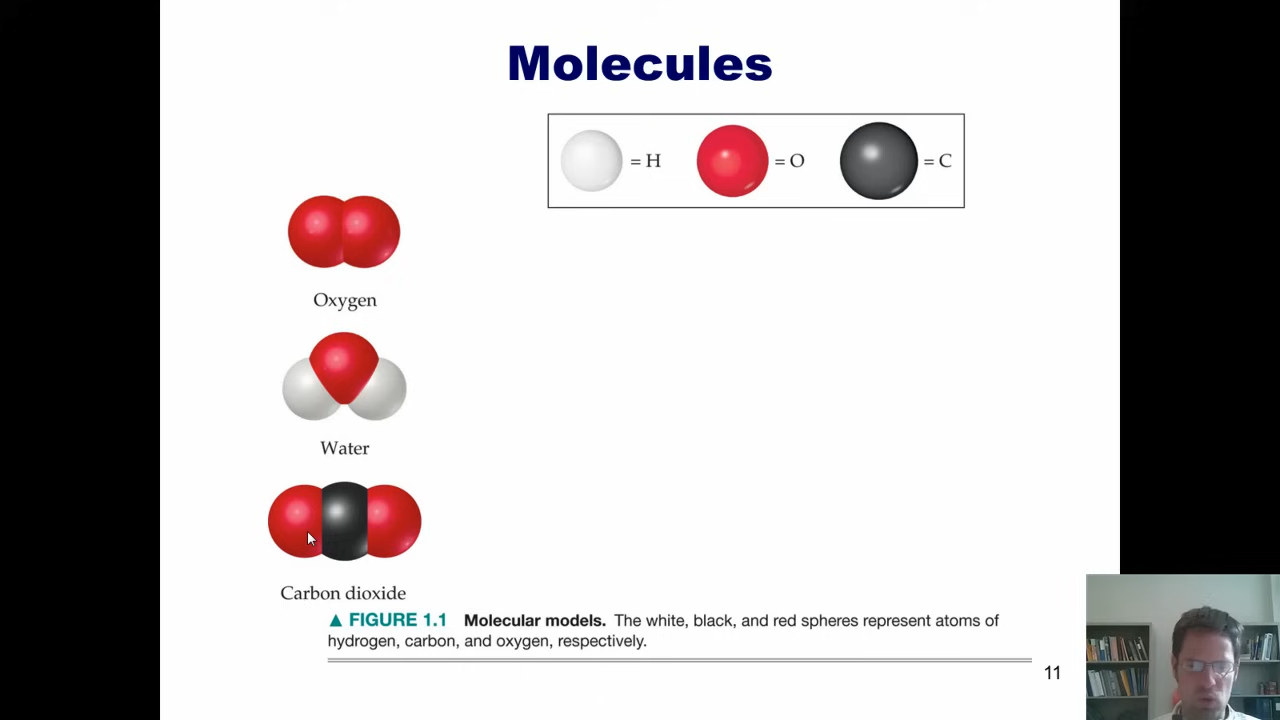 Molecules
= H = O = C
Oxygen
Water
Carbon dioxide
▲ FIGURE 1.1 Molecular models. The white, black, and red spheres represent atoms of
hydrogen, carbon, and oxygen, respectively.
11